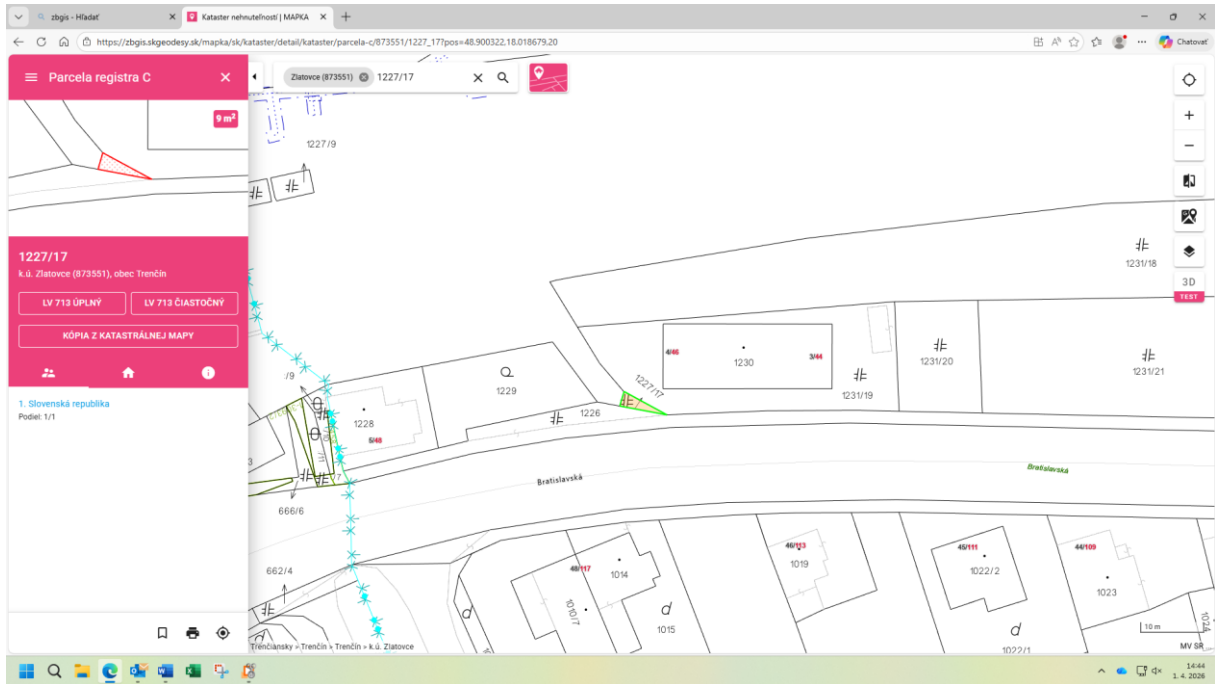 zbgis - Hľadať
Kataster nehnuteľností | MAPKA
https://zbgis.skgeodesy.sk/mapka/sk/kataster/detail/kataster/parcela-c/873551/1227_17?pos=48.900322,18.018679,20
Chatovať
Parcela registra C
9 m²
1227/17
k.ú. Zlatovce (873551), obec Trenčín
LV 713 ÚPLNÝ
LV 713 ČIASTOČNÝ
KÓPIA Z KATASTRÁLNEJ MAPY
1. Slovenská republika
Podiel: 1/1
Zlatovce (873551)
1227/17
3D
TEST
1227/9
1231/18
4/46
1230
3/44
1231/20
1231/21
1231/19
/9
1229
1227/17
1226
1228
5/48
/10
/11
3
7
666/6
Bratislavská
Bratislavská
662/4
48/117
1014
1010/7
1015
46/113
1019
45/111
1022/2
44/109
1023
1022/1
1024
10 m
MV SR
Trenčiansky » Trenčín » Trenčín » k.ú. Zlatovce
14:44
1. 4. 2026